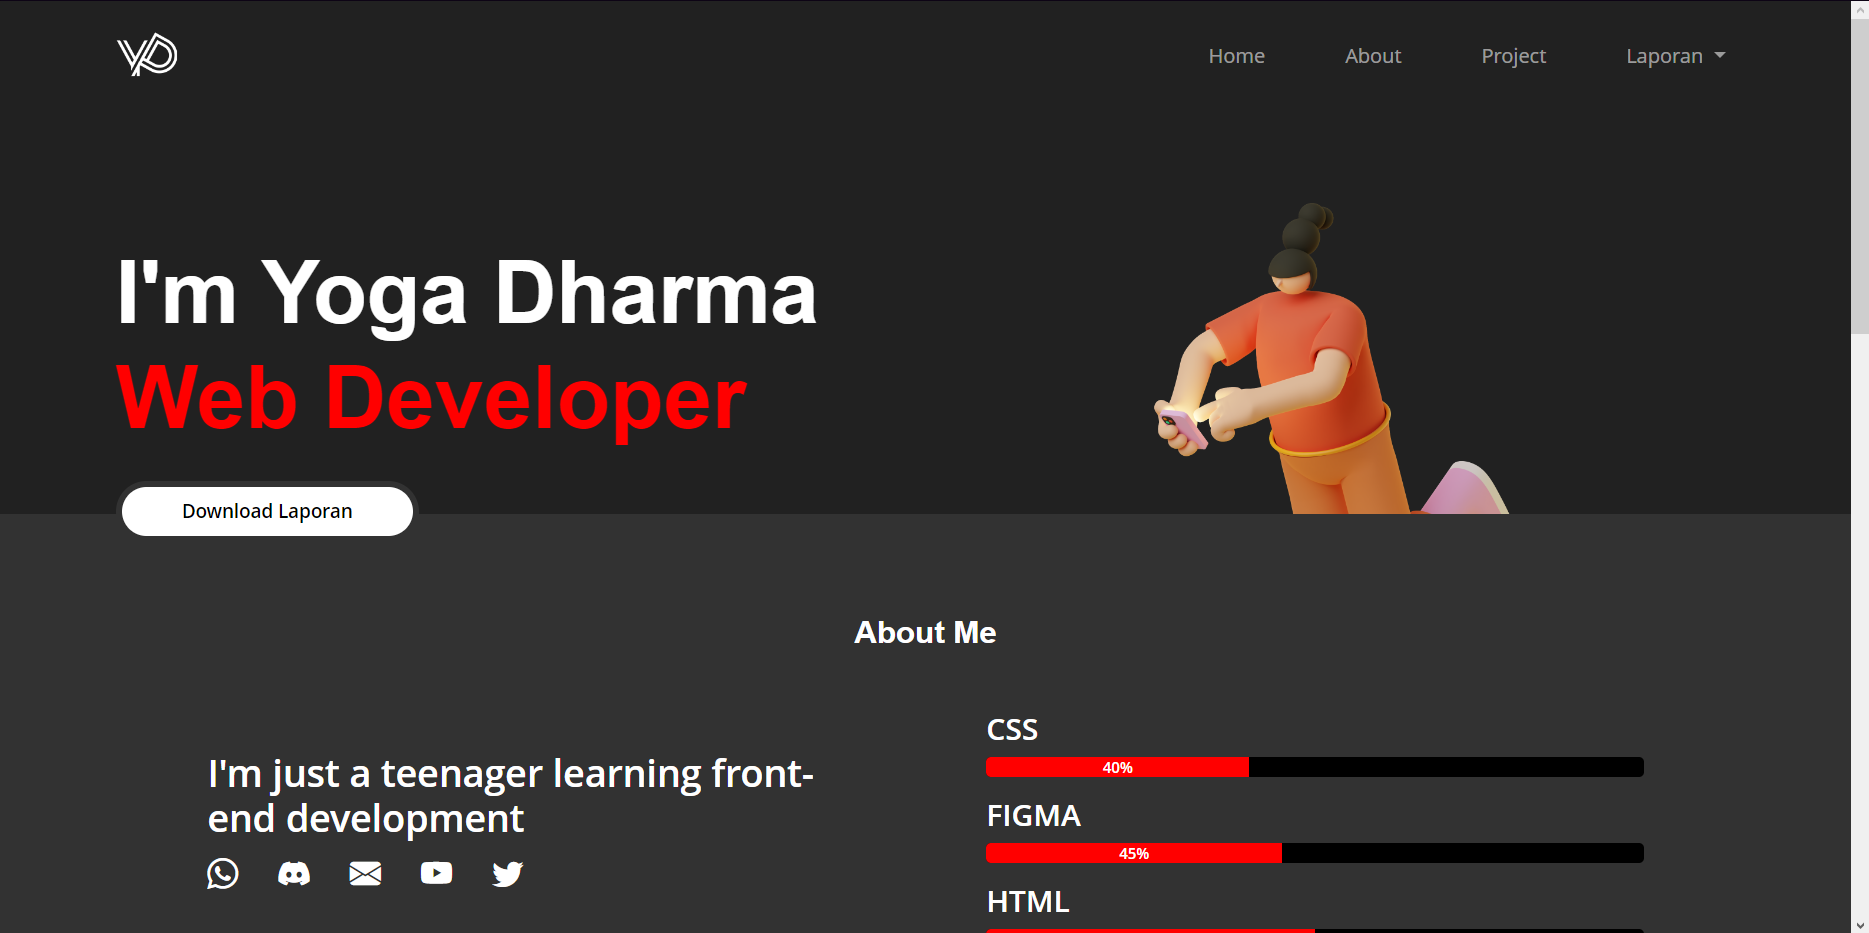 YD
Home
About
Project
Laporan
I'm Yoga Dharma
Web Developer
Download Laporan
About Me
I'm just a teenager learning front-
end development
CSS
40%
FIGMA
45%
HTML